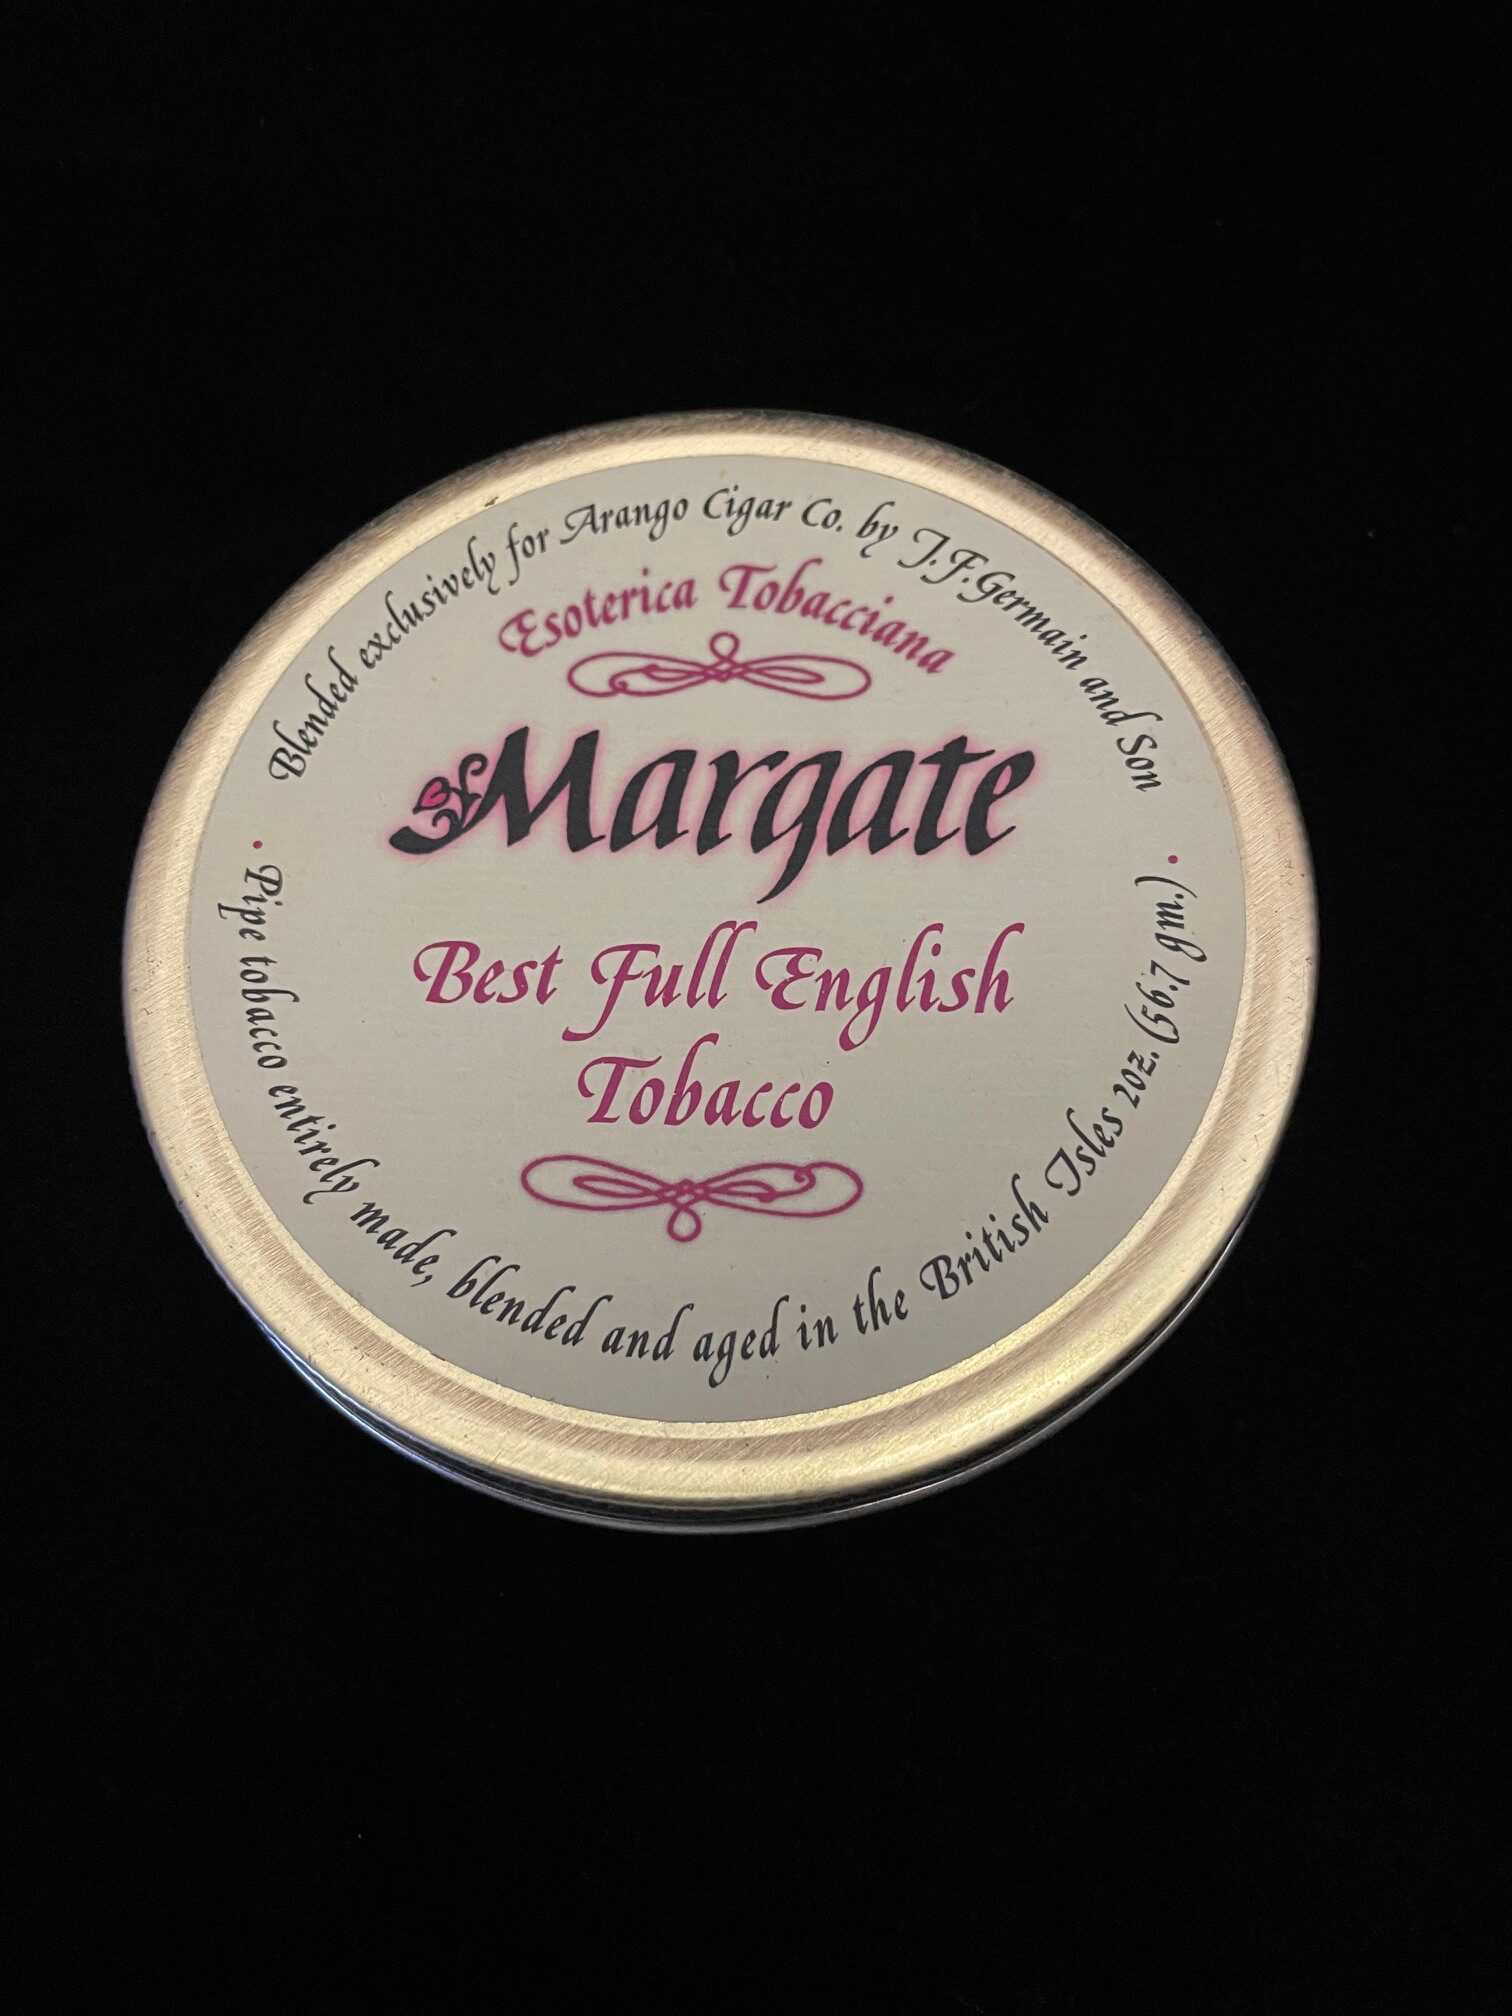 Blended exclusively for Arango Cigar Co. by J.F.Germain and Son
Esoterica Tobacciana
Margate
Best Full English
Tobacco
• Pipe tobacco entirely made, blended and aged in the British Isles 2oz. (56.7 gm.) •